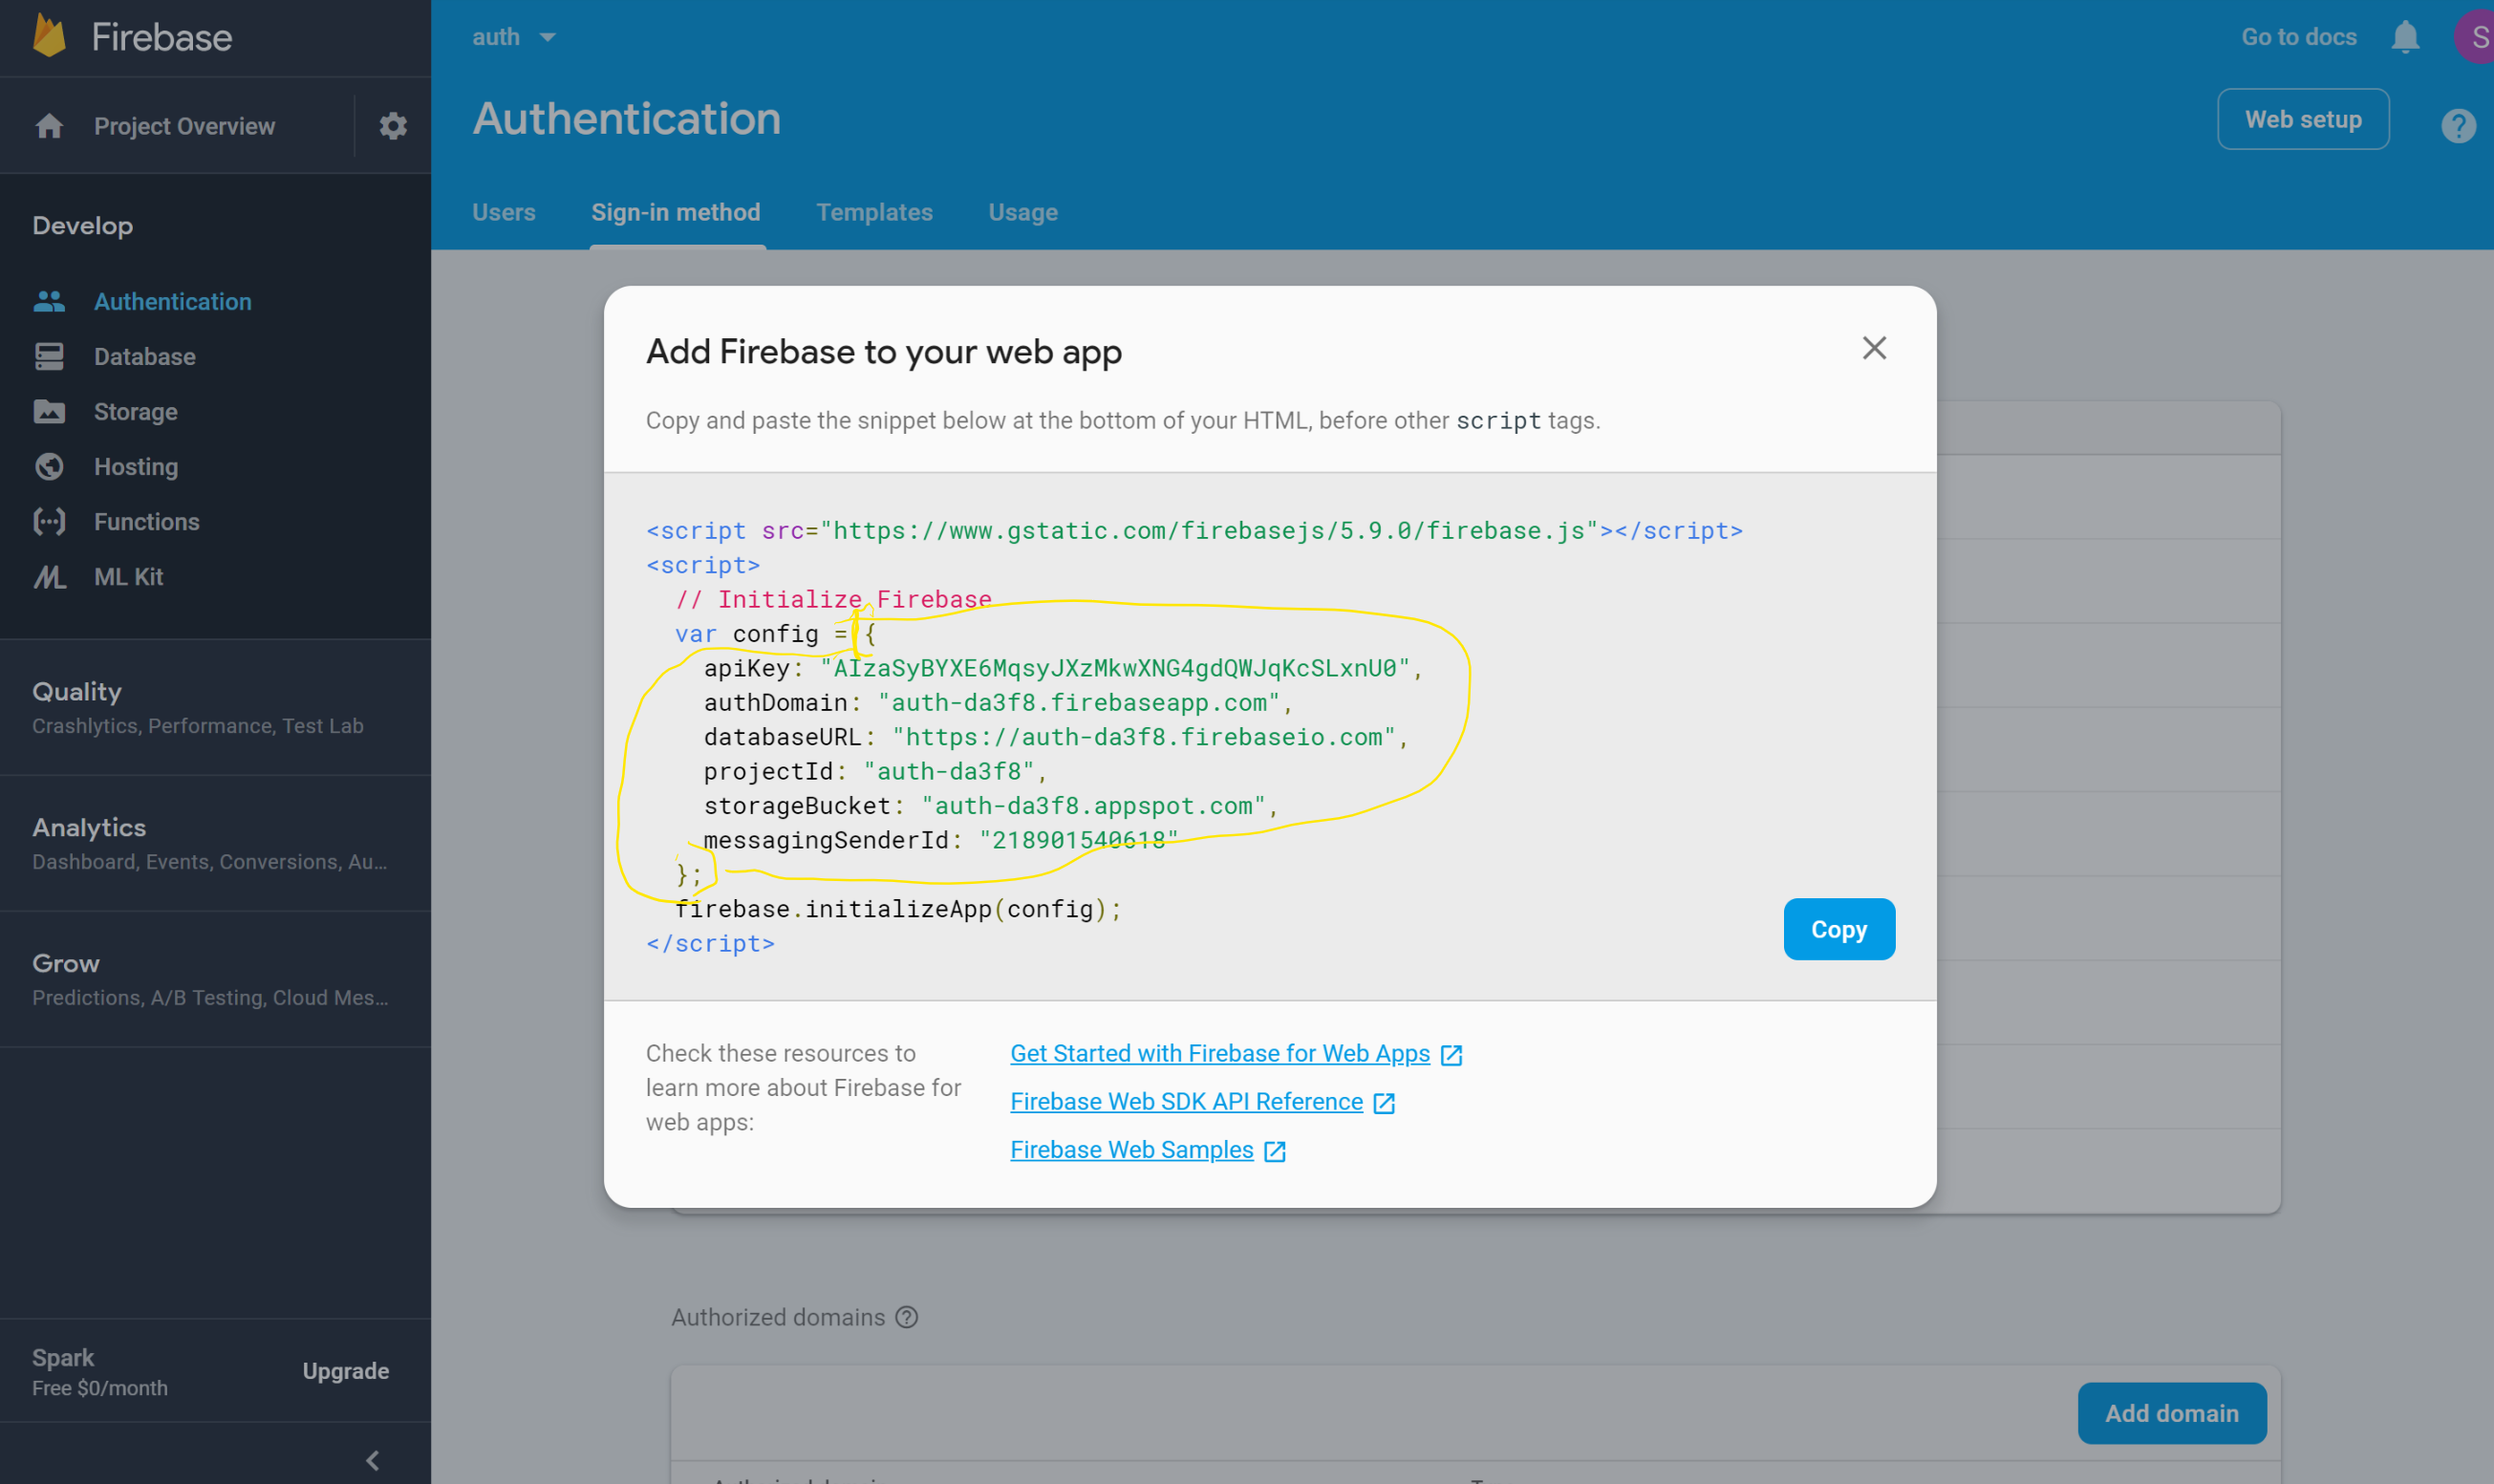 Firebase
auth
Go to docs
S
Project Overview
Authentication
Web setup
Users
Sign-in method
Templates
Usage
Develop
Authentication
Database
Storage
Hosting
Functions
ML Kit
Quality
Crashlytics, Performance, Test Lab
Analytics
Dashboard, Events, Conversions, Au...
Grow
Predictions, A/B Testing, Cloud Mes...
Spark
Free $0/month
Upgrade
Add Firebase to your web app
Copy and paste the snippet below at the bottom of your HTML, before other script tags.
<script src="https://www.gstatic.com/firebasejs/5.9.0/firebase.js"></script>
<script>
// Initialize Firebase
var config = {
apiKey: "AIzaSyBYXE6MqsyJXzMkwXNG4gdQWJqKcSLxnU0",
authDomain: "auth-da3f8.firebaseapp.com",
databaseURL: "https://auth-da3f8.firebaseio.com",
projectId: "auth-da3f8",
storageBucket: "auth-da3f8.appspot.com",
messagingSenderId: "218901540618"
};
firebase.initializeApp(config);
</script>
Copy
Check these resources to
learn more about Firebase for
web apps:
Get Started with Firebase for Web Apps
Firebase Web SDK API Reference
Firebase Web Samples
Authorized domains
Add domain